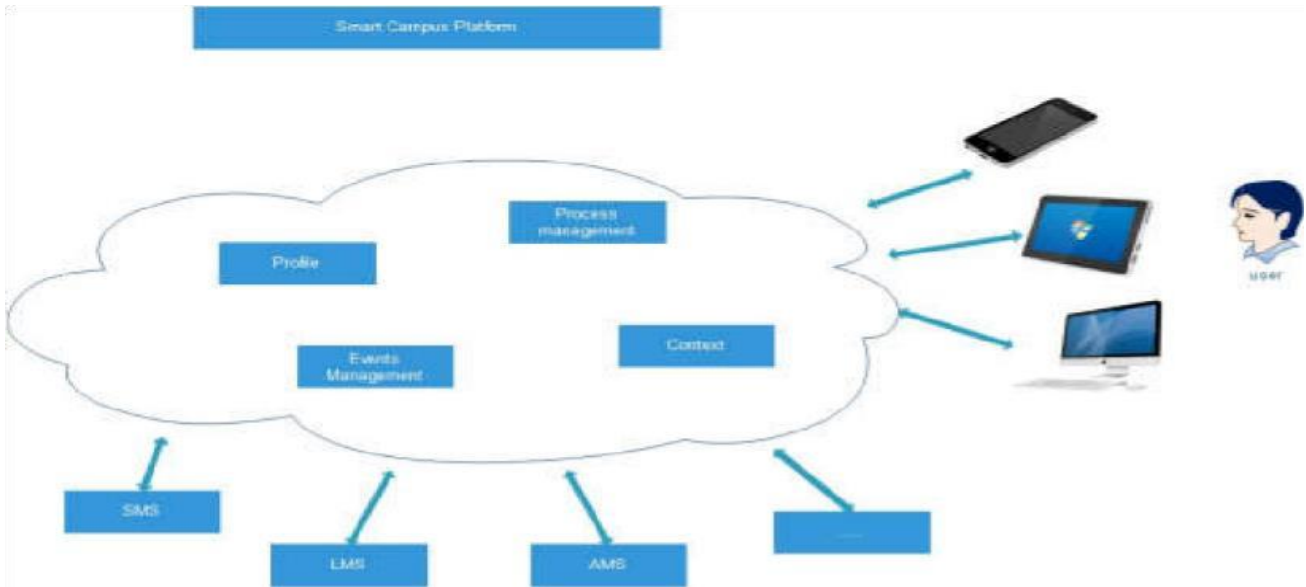 Smart Campus Platform
Process
management
Profile
Context
Events
Management
user
SMS
LMS
AMS
.....